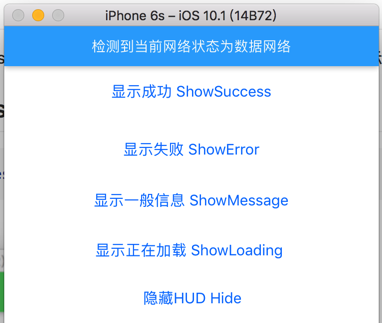 iPhone 6s – iOS 10.1 (14B72)
检测到当前网络状态为数据网络
显示成功 ShowSuccess
显示失败 ShowError
显示一般信息 ShowMessage
显示正在加载 ShowLoading
隐藏HUD Hide